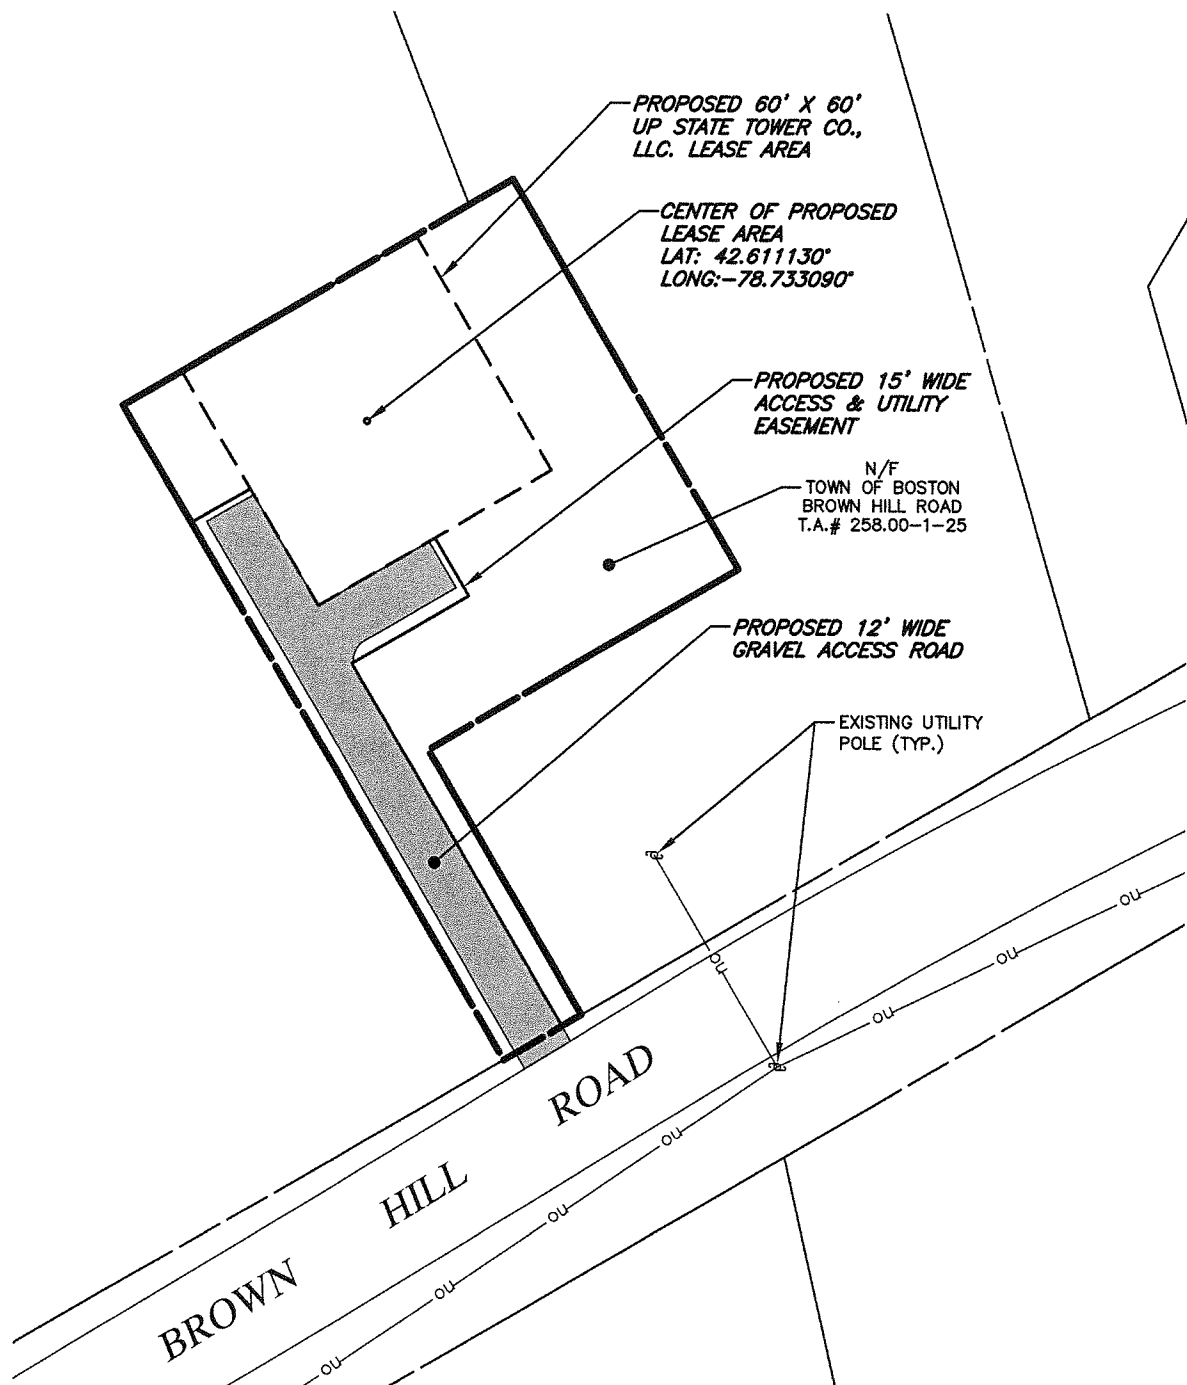 PROPOSED 60' X 60'
UP STATE TOWER CO.,
LLC. LEASE AREA
CENTER OF PROPOSED
LEASE AREA
LAT: 42.611130°
LONG:-78.733090°
PROPOSED 15' WIDE
ACCESS & UTILITY
EASEMENT
N/F
TOWN OF BOSTON
BROWN HILL ROAD
T.A.# 258.00-1-25
PROPOSED 12' WIDE
GRAVEL ACCESS ROAD
EXISTING UTILITY
POLE (TYP.)
OU
OU
OU
OU
OU
OU
OU
OU
BROWN HILL ROAD